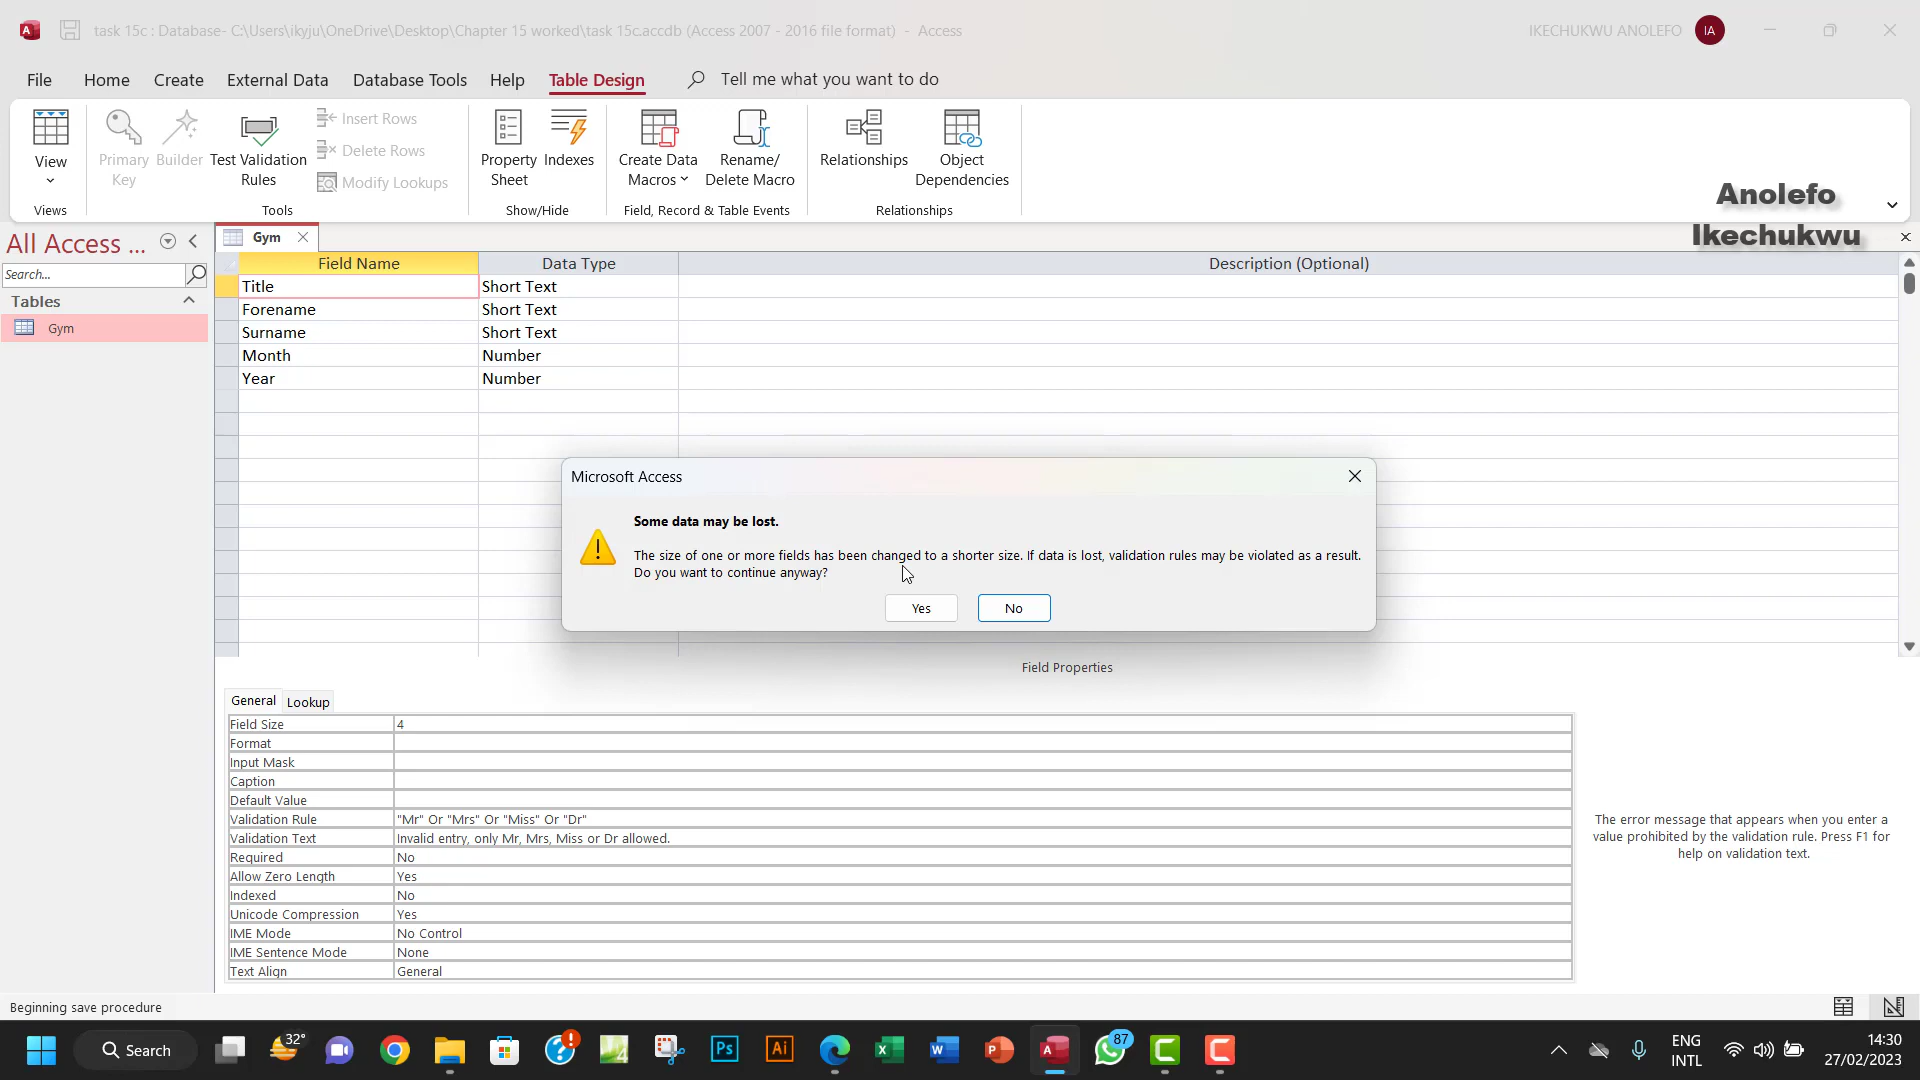 task 15c : Database- C:\Users\ikyju\OneDrive\Desktop\Chapter 15 worked\task 15c.accdb (Access 2007 - 2016 file format) - Access
IKECHUKWU ANOLEFO
IA
File
Home
Create
External Data
Database Tools
Help
Table Design
Tell me what you want to do
View
Primary
Key
Builder
Test Validation
Rules
Insert Rows
Delete Rows
Modify Lookups
Property
Sheet
Indexes
Create Data
Macros
Rename/
Delete Macro
Relationships
Object
Dependencies
Views
Tools
Show/Hide
Field, Record & Table Events
Relationships
Anolefo
Ikechukwu
All Access ...
Search...
Tables
Gym
Gym
Field Name
Data Type
Description (Optional)
Title
Short Text
Forename
Short Text
Surname
Short Text
Month
Number
Year
Number
Microsoft Access
Some data may be lost.
The size of one or more fields has been changed to a shorter size. If data is lost, validation rules may be violated as a result.
Do you want to continue anyway?
Yes
No
Field Properties
General
Lookup
Field Size
4
Format
Input Mask
Caption
Default Value
Validation Rule
"Mr" Or "Mrs" Or "Miss" Or "Dr"
Validation Text
Invalid entry, only Mr, Mrs, Miss or Dr allowed.
Required
No
Allow Zero Length
Yes
Indexed
No
Unicode Compression
Yes
IME Mode
No Control
IME Sentence Mode
None
Text Align
General
The error message that appears when you enter a
value prohibited by the validation rule. Press F1 for
help on validation text.
Beginning save procedure
Search
32°
87
ENG
INTL
14:30
27/02/2023